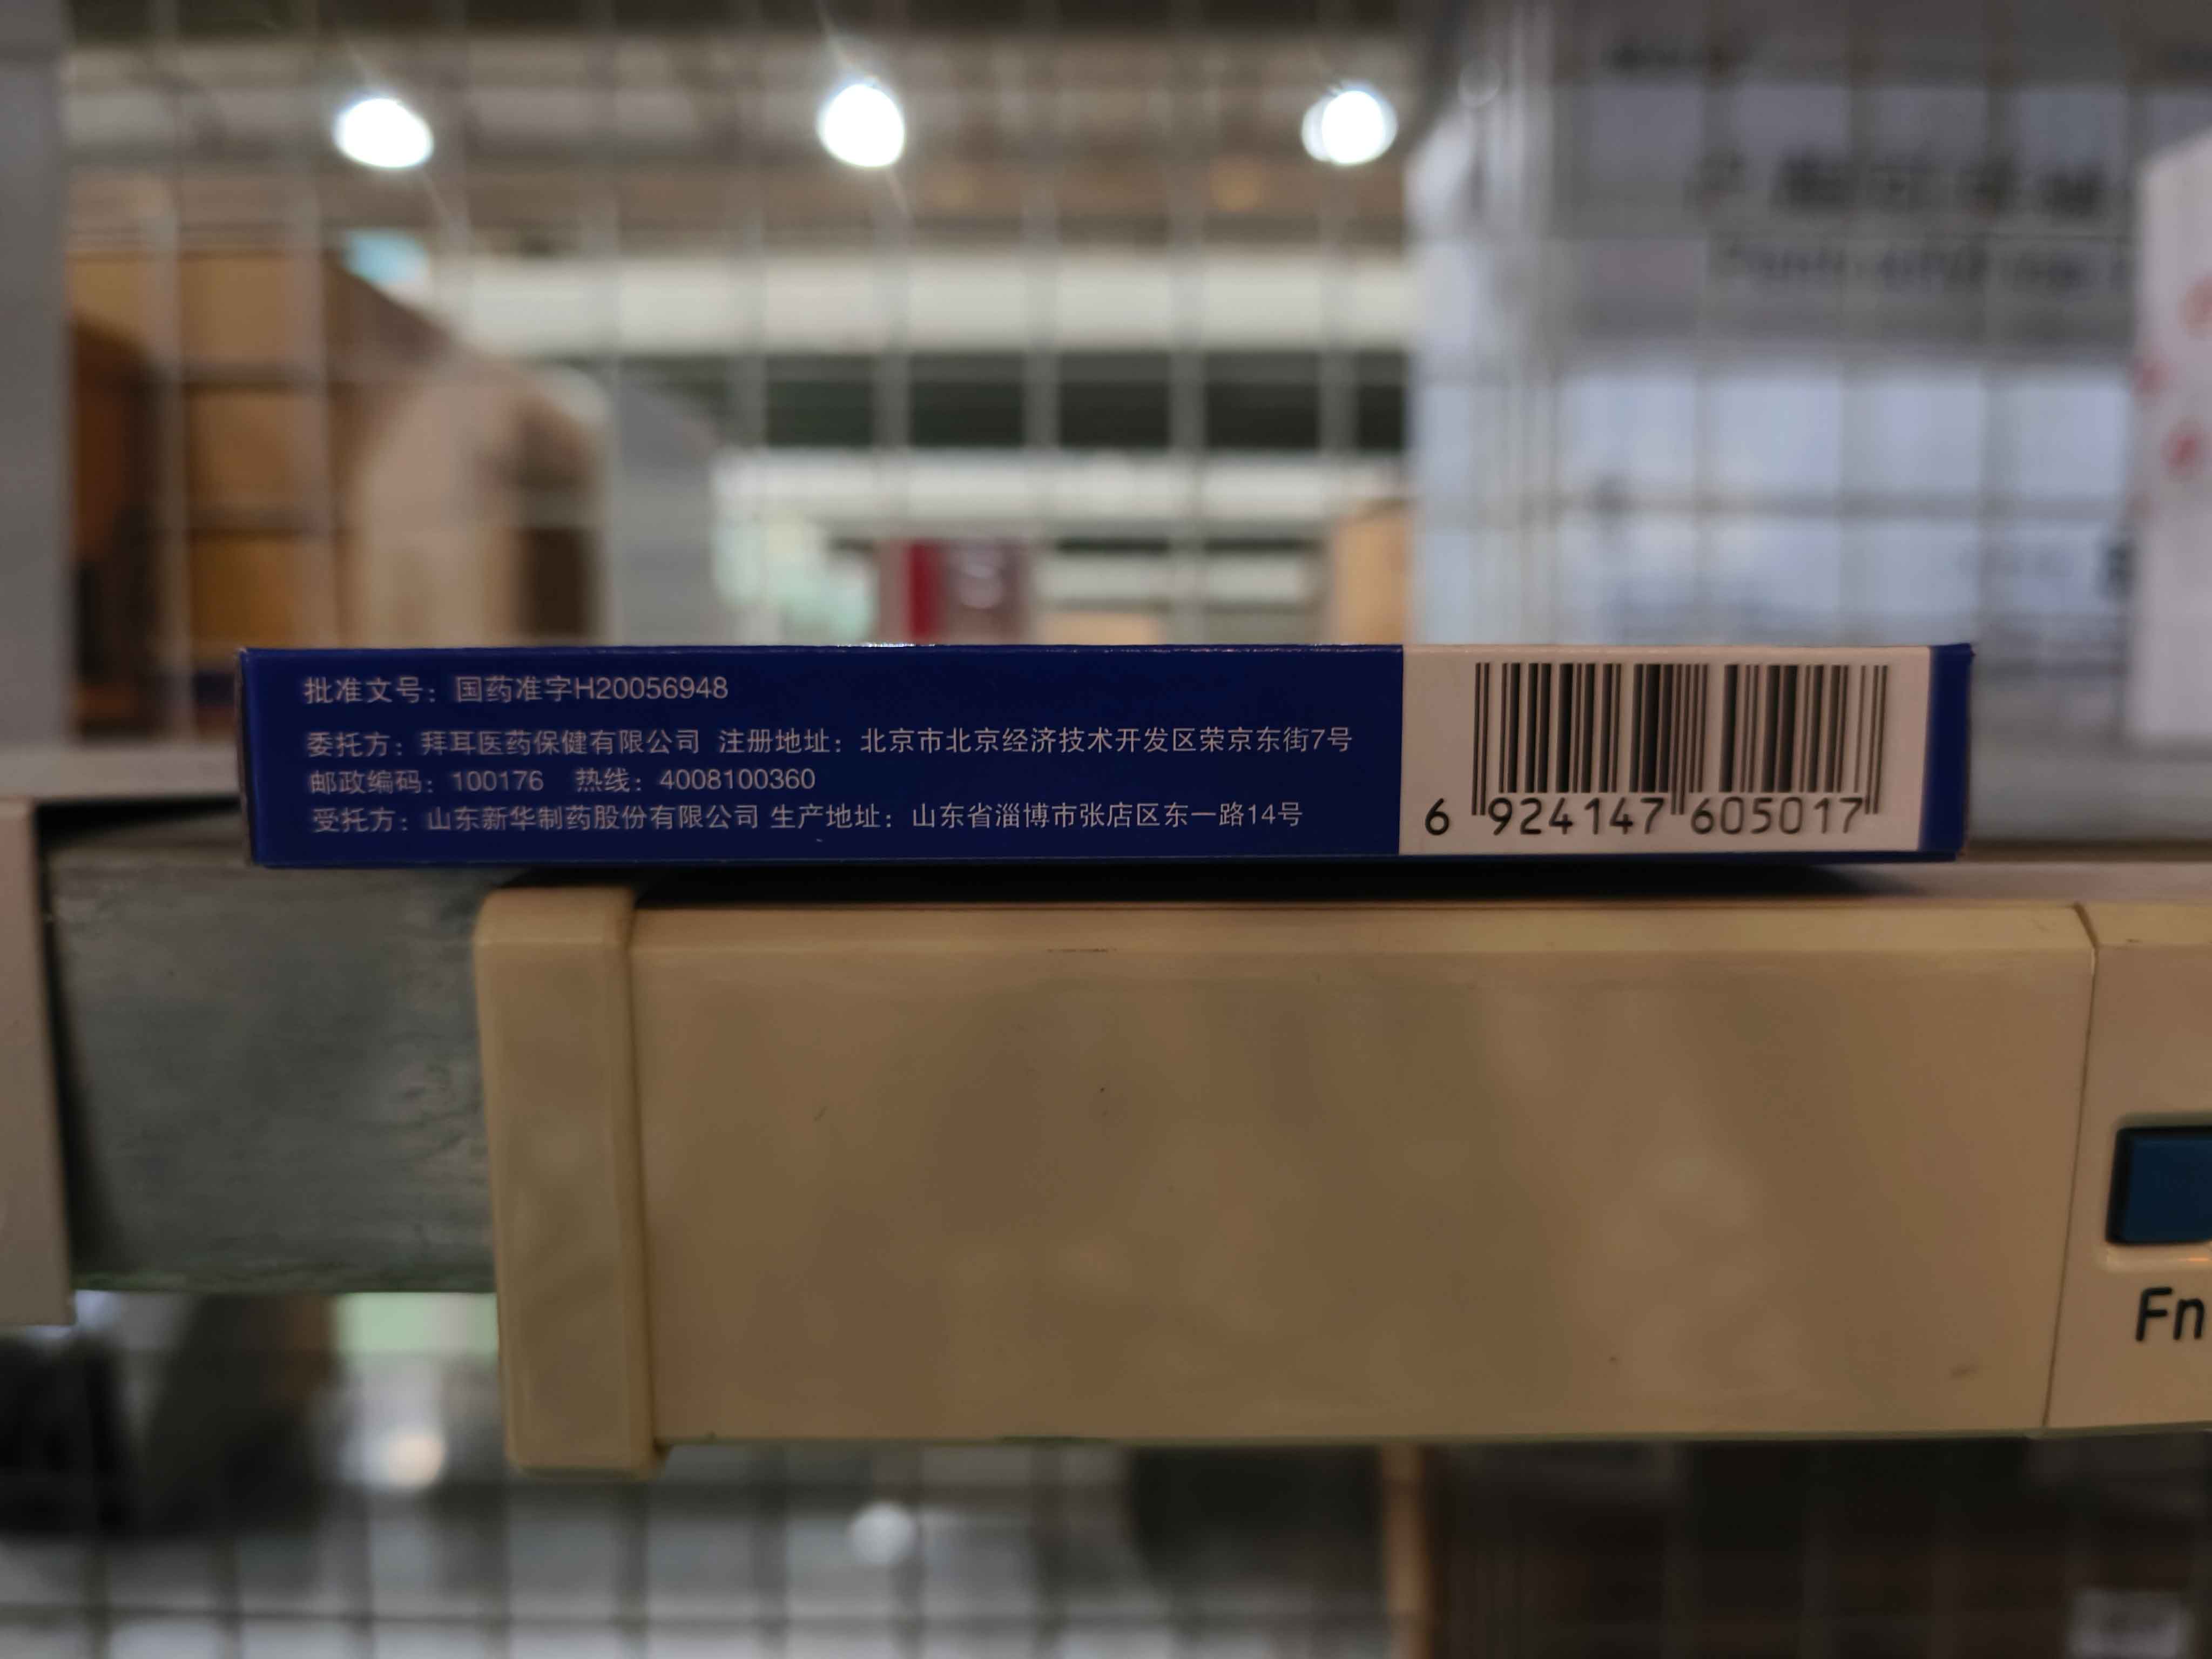 批准文号：国药准字H20056948
委托方：拜耳医药保健有限公司 注册地址：北京市北京经济技术开发区荣京东街7号
邮政编码：100176 热线：4008100360
受托方：山东新华制药股份有限公司 生产地址：山东省淄博市张店区东一路14号
6 924147 605017
Fn